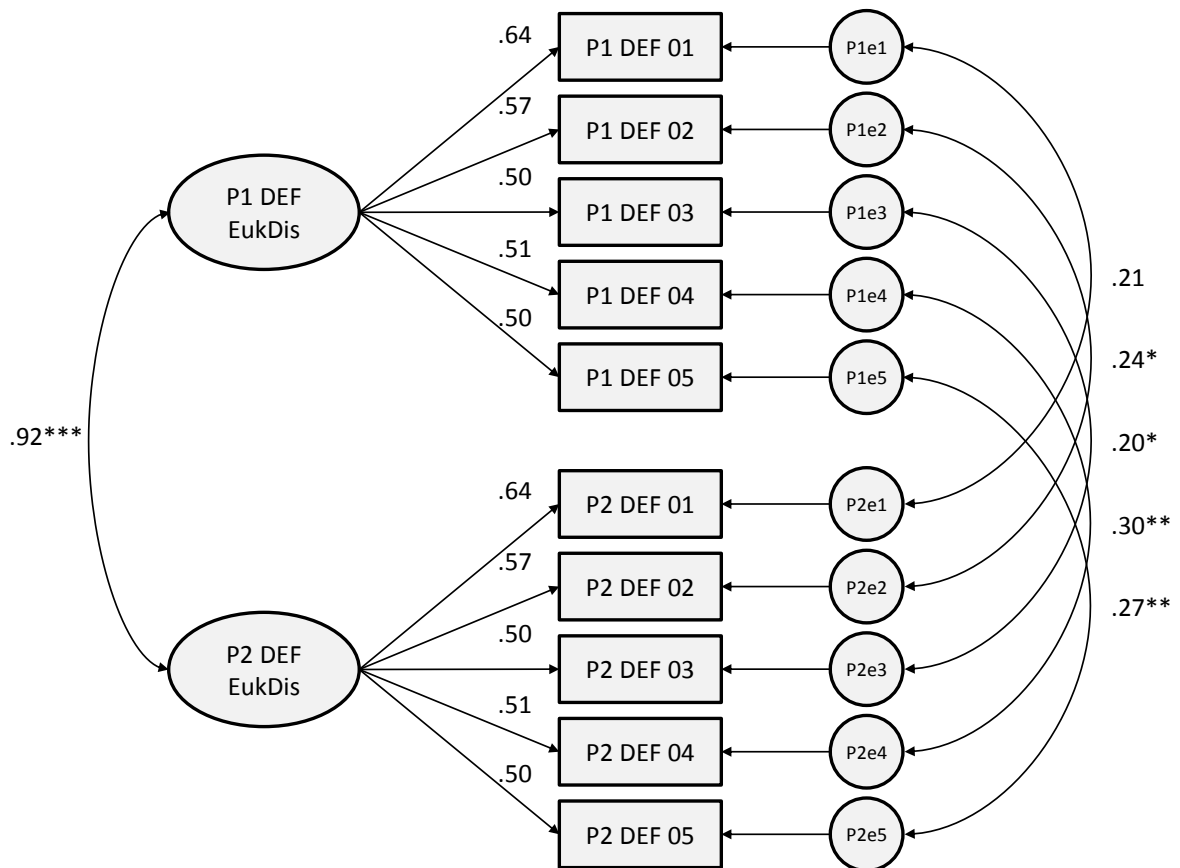 .64
P1 DEF 01
P1e1
.57
P1 DEF 02
P1e2
.50
P1 DEF
EukDis
P1 DEF 03
P1e3
.51
P1 DEF 04
P1e4
.21
.50
P1 DEF 05
P1e5
.24*
.92***
.20*
.64
P2 DEF 01
P2e1
.30**
.57
P2 DEF 02
P2e2
.27**
.50
P2 DEF
EukDis
P2 DEF 03
P2e3
.51
P2 DEF 04
P2e4
.50
P2 DEF 05
P2e5